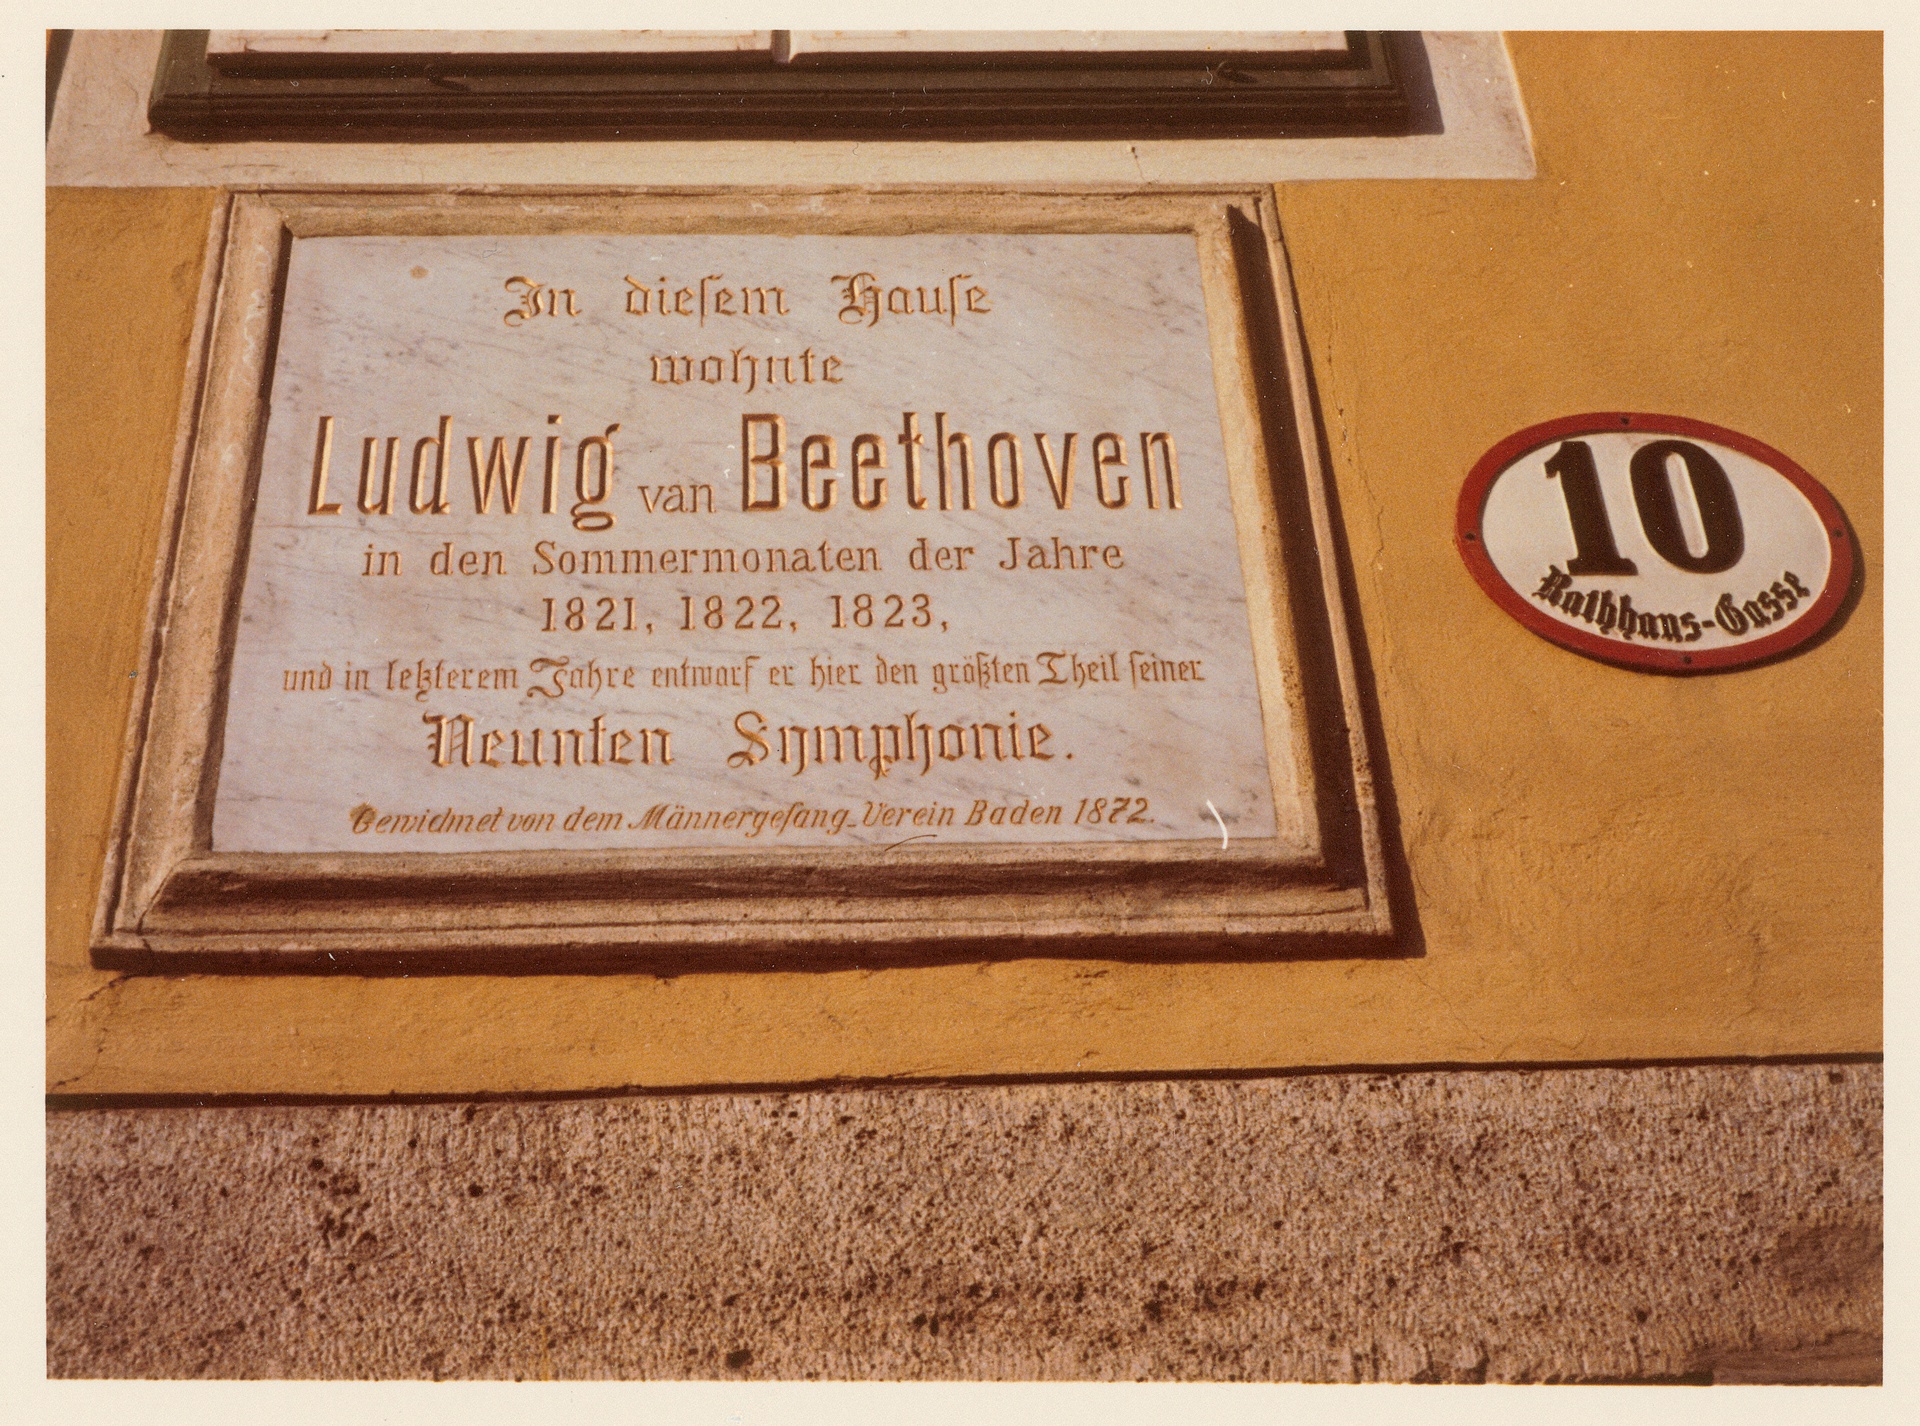 In dieſem Hauſe
wohnte
Ludwig van Beethoven
in den Sommermonaten der Jahre
1821, 1822, 1823,
und in letzterem Jahre entwarf er hier den größten Theil ſeiner
Neunten Symphonie.
Gewidmet von dem Männergeſang-Verein Baden 1872.
10
Rathhaus-Gasse